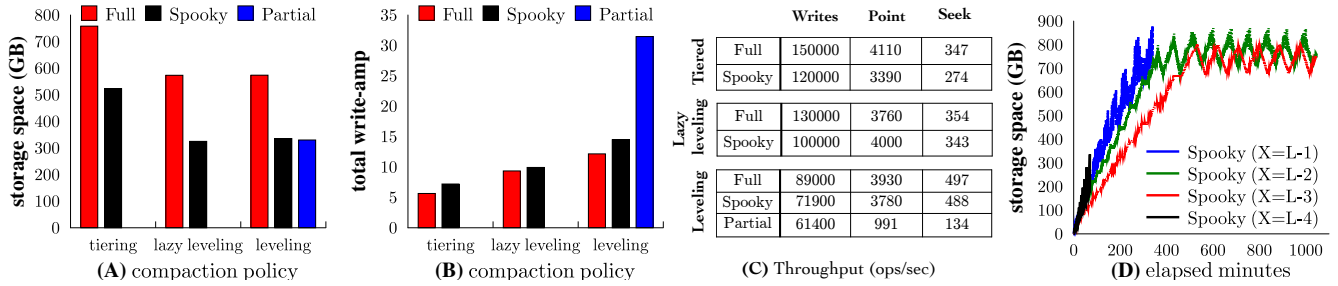 Full Spooky Partial
storage space (GB)
800
700
600
500
400
300
200
100
0
tiering lazy leveling leveling
(A) compaction policy
Full Spooky Partial
total write-amp
35
30
25
20
15
10
5
0
tiering lazy leveling leveling
(B) compaction policy
Writes Point Seek
Tiered
Full 150000 4110 347
Spooky 120000 3390 274
Lazy
leveling
Full 130000 3760 354
Spooky 100000 4000 343
Leveling
Full 89000 3930 497
Spooky 71900 3780 488
Partial 61400 991 134
(C) Throughput (ops/sec)
storage space (GB)
900
800
700
600
500
400
300
200
100
0
Spooky (X=L-1)
Spooky (X=L-2)
Spooky (X=L-3)
Spooky (X=L-4)
0 200 400 600 800 1000
(D) elapsed minutes